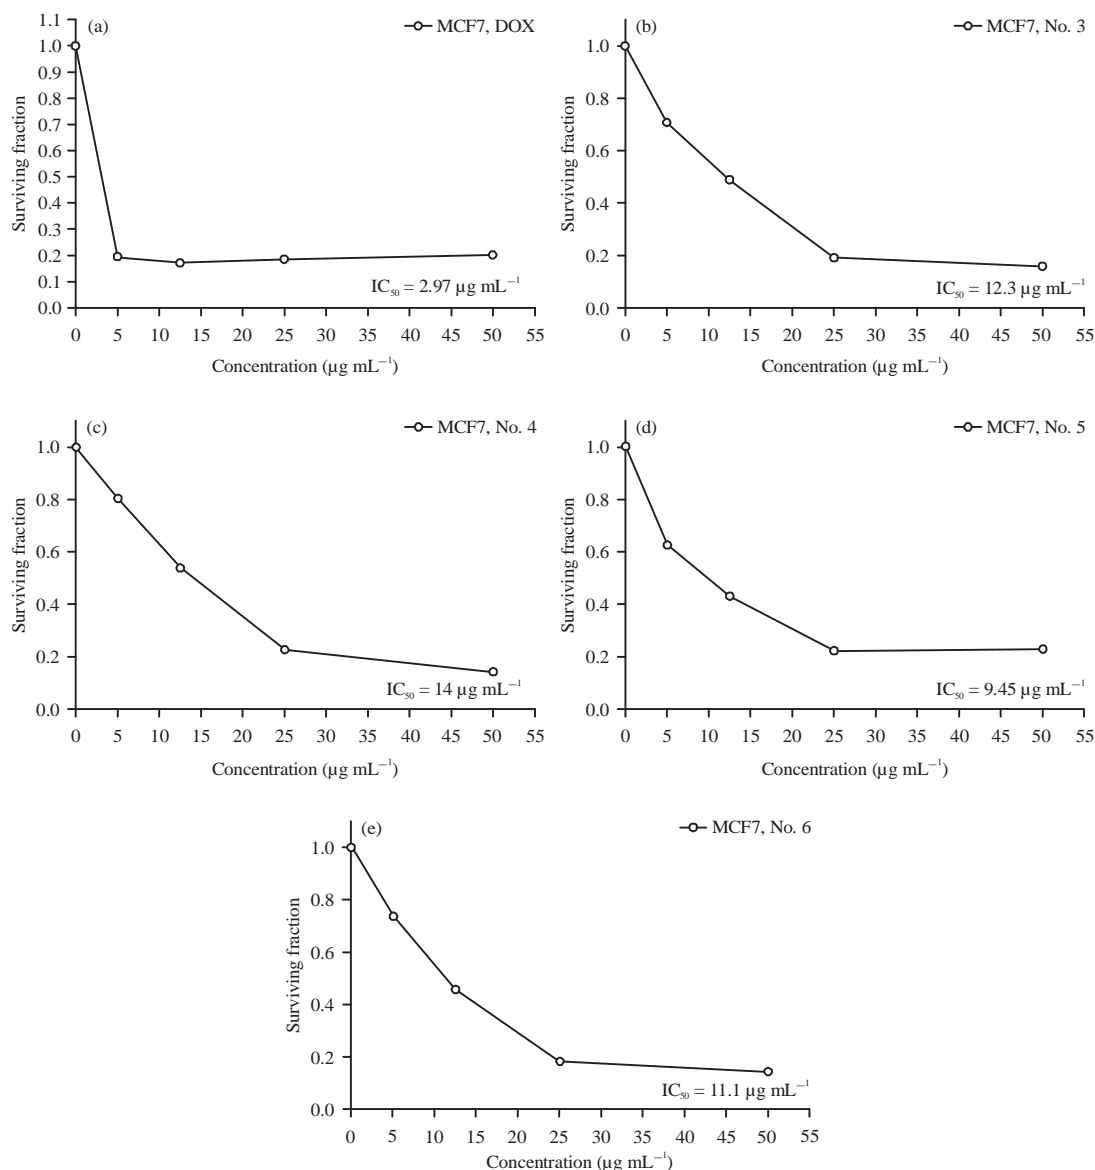 (a)
MCF7, DOX
1.1
1.0
0.9
0.8
0.7
0.6
0.5
0.4
0.3
0.2
0.1
0.0
Surviving fraction
IC₅₀ = 2.97 µg mL⁻¹
0 5 10 15 20 25 30 35 40 45 50 55
Concentration (µg mL⁻¹)
(b)
MCF7, No. 3
1.0
0.8
0.6
0.4
0.2
0.0
Surviving fraction
IC₅₀ = 12.3 µg mL⁻¹
0 5 10 15 20 25 30 35 40 45 50 55
Concentration (µg mL⁻¹)
(c)
MCF7, No. 4
1.0
0.8
0.6
0.4
0.2
0.0
Surviving fraction
IC₅₀ = 14 µg mL⁻¹
0 5 10 15 20 25 30 35 40 45 50 55
Concentration (µg mL⁻¹)
(d)
MCF7, No. 5
1.0
0.8
0.6
0.4
0.2
0.0
Surviving fraction
IC₅₀ = 9.45 µg mL⁻¹
0 5 10 15 20 25 30 35 40 45 50 55
Concentration (µg mL⁻¹)
(e)
MCF7, No. 6
1.0
0.8
0.6
0.4
0.2
0.0
Surviving fraction
IC₅₀ = 11.1 µg mL⁻¹
0 5 10 15 20 25 30 35 40 45 50 55
Concentration (µg mL⁻¹)